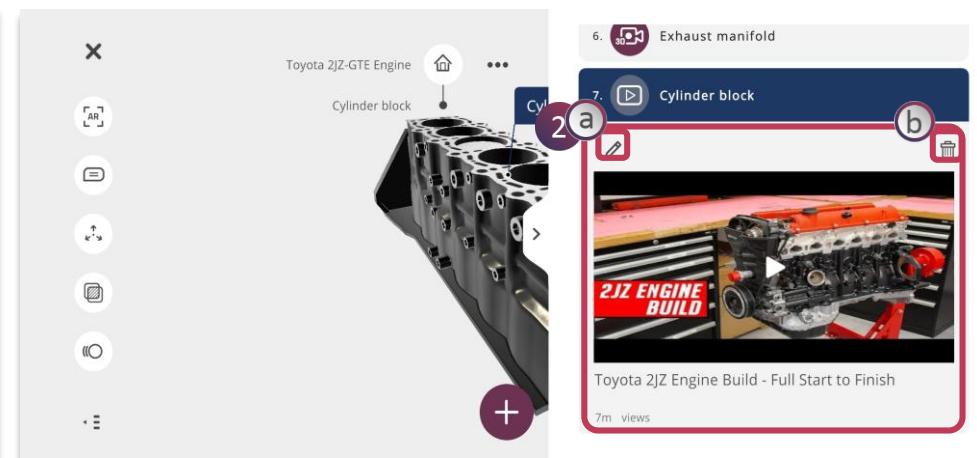 Toyota 2JZ-GTE Engine
Cylinder block
AR
Cyl
2
a
b
6. 3D Exhaust manifold
7. Cylinder block
2JZ ENGINE
BUILD
Toyota 2JZ Engine Build - Full Start to Finish
7m views